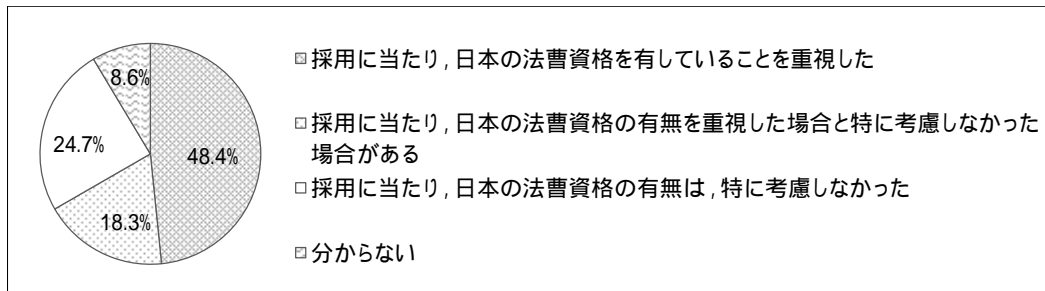 採用に当たり,日本の法曹資格を有していることを重視した
採用に当たり,日本の法曹資格の有無を重視した場合と特に考慮しなかった
場合がある
採用に当たり,日本の法曹資格の有無は,特に考慮しなかった
分からない
8.6%
24.7%
48.4%
18.3%